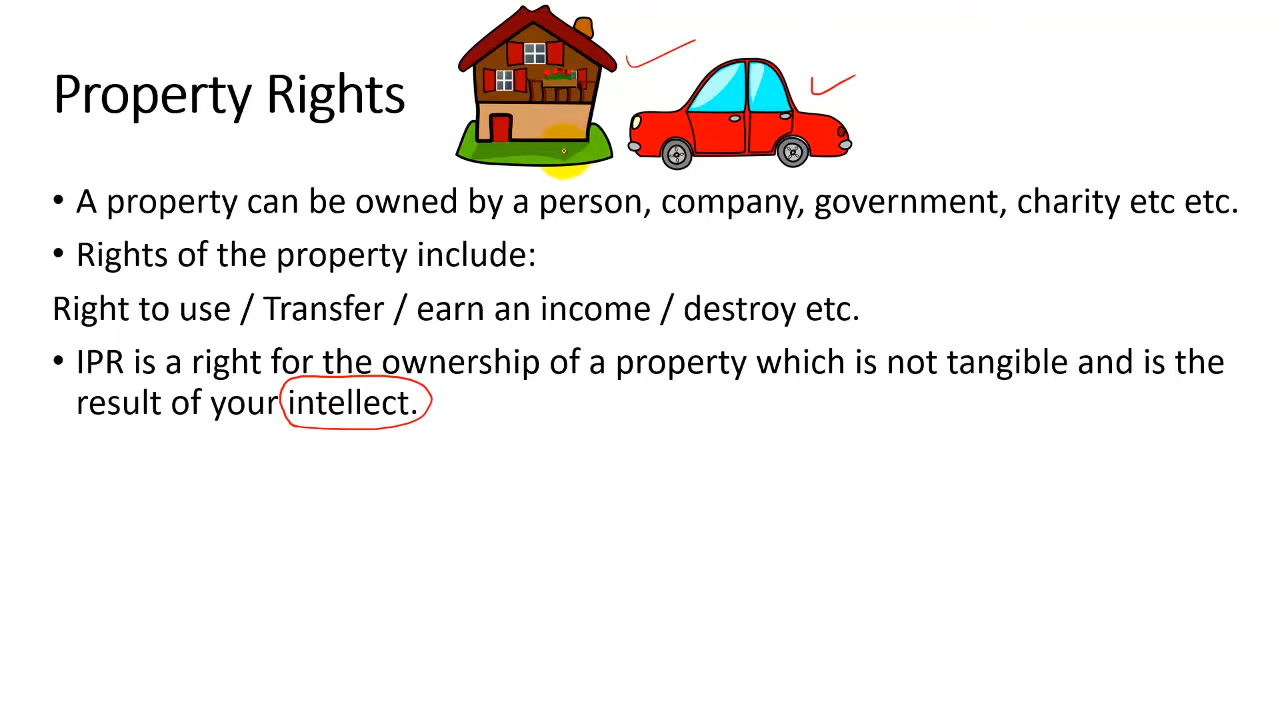 Property Rights
• A property can be owned by a person, company, government, charity etc etc.
• Rights of the property include:
Right to use / Transfer / earn an income / destroy etc.
• IPR is a right for the ownership of a property which is not tangible and is the
result of your intellect.